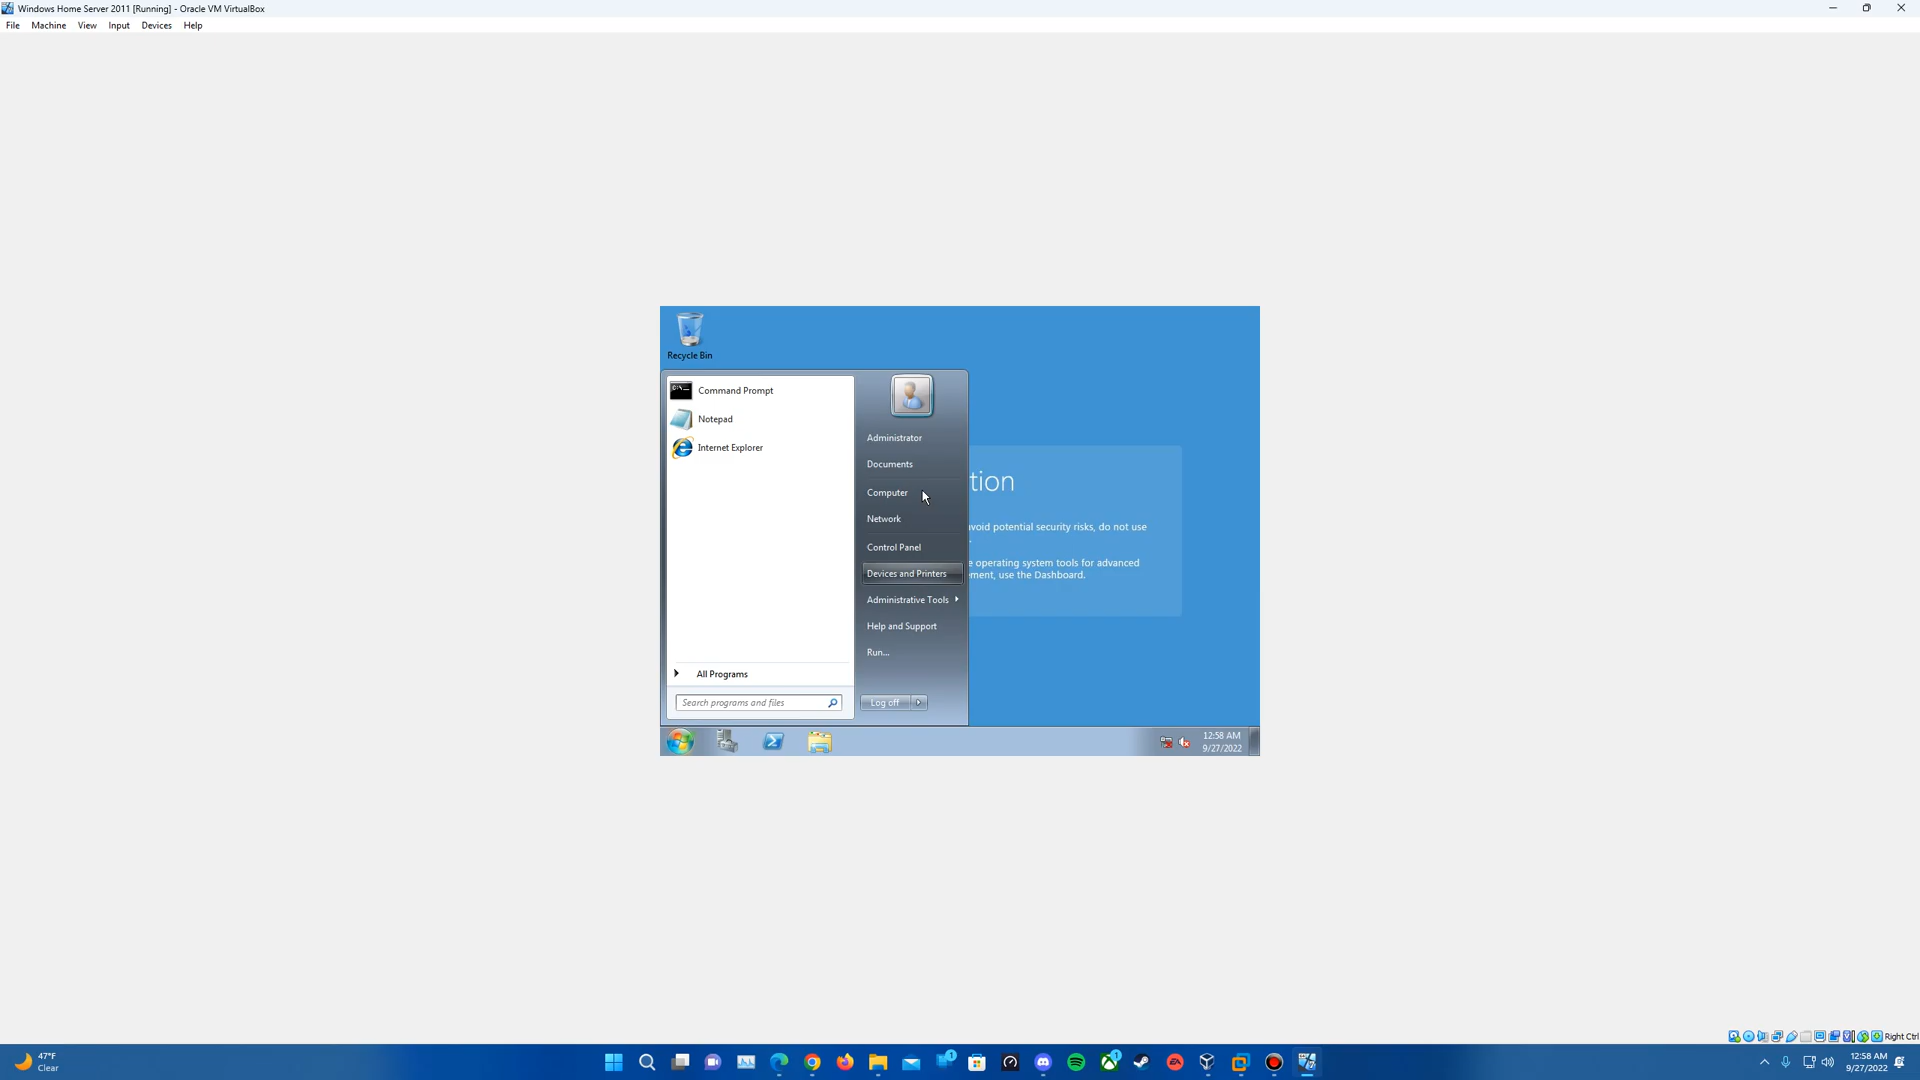 Windows Home Server 2011 [Running] - Oracle VM VirtualBox
File Machine View Input Devices Help
Recycle Bin
Command Prompt
Notepad
Internet Explorer
All Programs
Search programs and files
Administrator
Documents
Computer
Network
Control Panel
Devices and Printers
Administrative Tools
Help and Support
Run...
Log off
tion
void potential security risks, do not use
.
e operating system tools for advanced
ment, use the Dashboard.
12:58 AM
9/27/2022
Right Ctrl
47°F
Clear
12:58 AM
9/27/2022